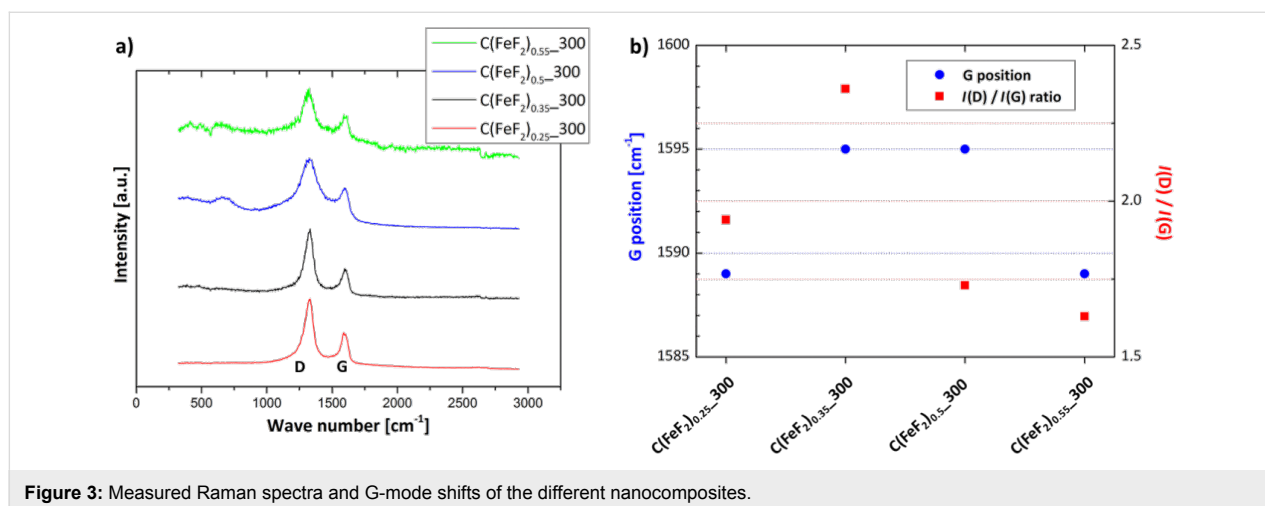 a)
C(FeF₂)₀.₅₅_300
C(FeF₂)₀.₅_300
C(FeF₂)₀.₃₅_300
C(FeF₂)₀.₂₅_300
Intensity [a.u.]
D G
0 500 1000 1500 2000 2500 3000
Wave number [cm⁻¹]
b)
1600
1595
1590
1585
G position [cm⁻¹]
G position
I(D) / I(G) ratio
2.5
2.0
1.5
I(D) / I(G)
C(FeF₂)₀.₂₅_300
C(FeF₂)₀.₃₅_300
C(FeF₂)₀.₅_300
C(FeF₂)₀.₅₅_300
Figure 3: Measured Raman spectra and G-mode shifts of the different nanocomposites.